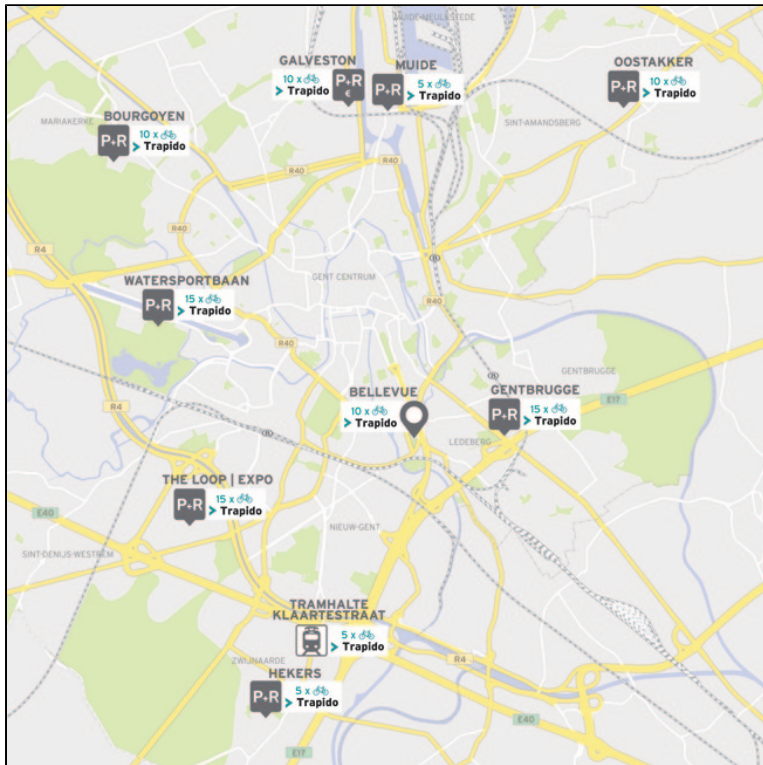 MUIDE-MEULESTEDE
GALVESTON
10 x
> Trapido
P+R
€
MUIDE
P+R
5 x
> Trapido
OOSTAKKER
P+R
10 x
> Trapido
BOURGOYEN
MARIAKERKE
P+R
10 x
> Trapido
SINT-AMANDSBERG
R40
R40
R40
R4
GENT CENTRUM
WATERSPORTBAAN
P+R
15 x
> Trapido
R40
R40
GENTBRUGGE
BELLEVUE
10 x
> Trapido
GENTBRUGGE
P+R
15 x
> Trapido
E17
R4
LEDEBERG
THE LOOP | EXPO
P+R
15 x
> Trapido
E40
NIEUW-GENT
SINT-DENIJS-WESTREM
TRAMHALTE
KLAARTESTRAAT
5 x
> Trapido
ZWIJNAARDE
R4
HEKERS
P+R
5 x
> Trapido
E40
E17